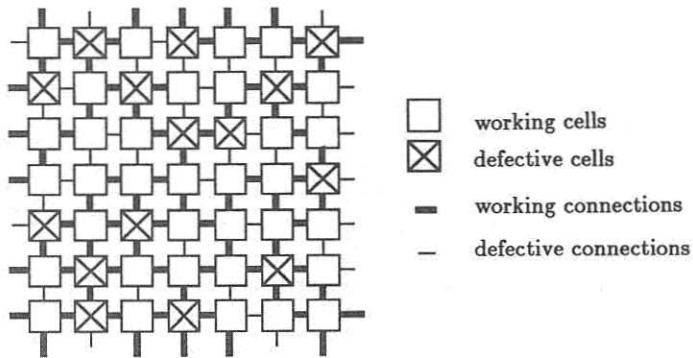 working cells
defective cells
working connections
defective connections